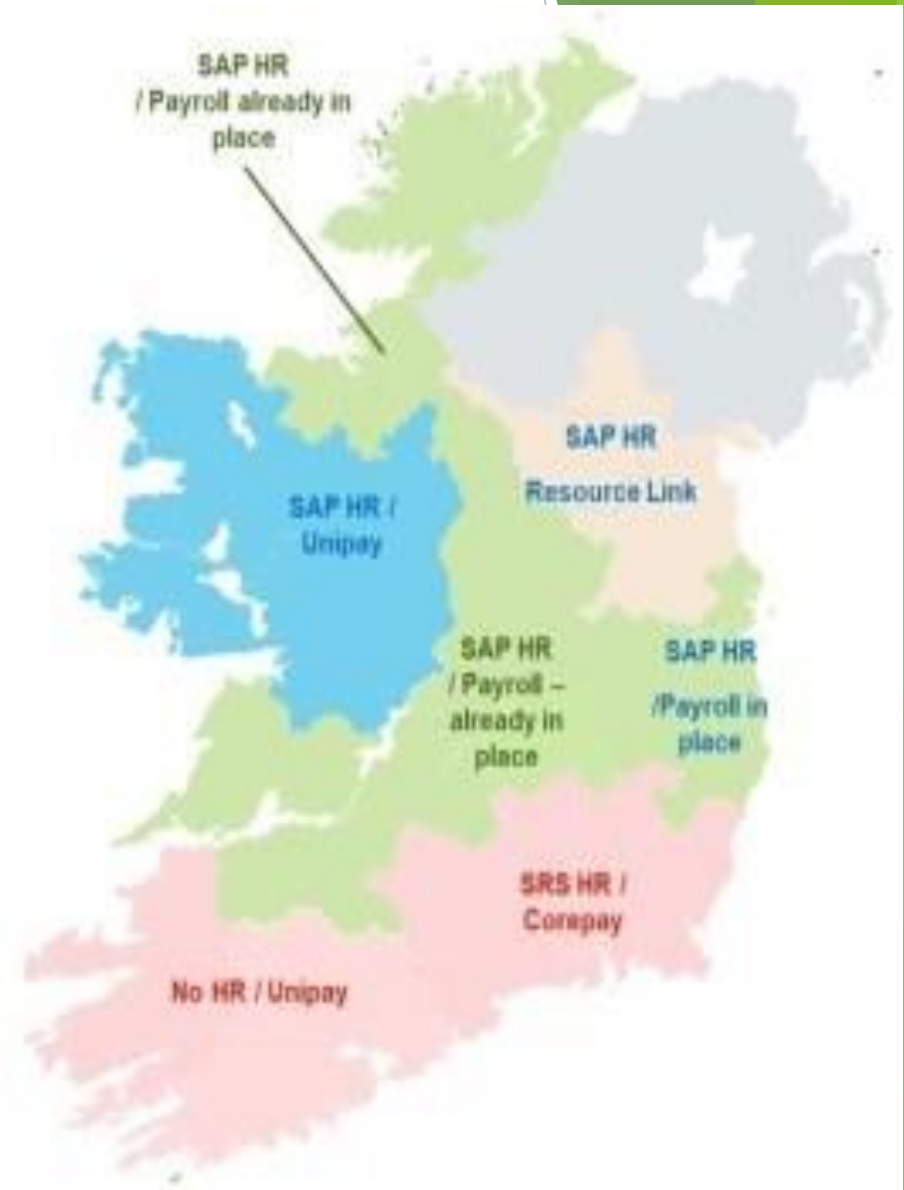 SAP HR
/ Payroll already in
place
SAP HR
Resource Link
SAP HR /
Unipay
SAP HR
/ Payroll –
already in
place
SAP HR
/Payroll in
place
SRS HR /
Corepay
No HR / Unipay